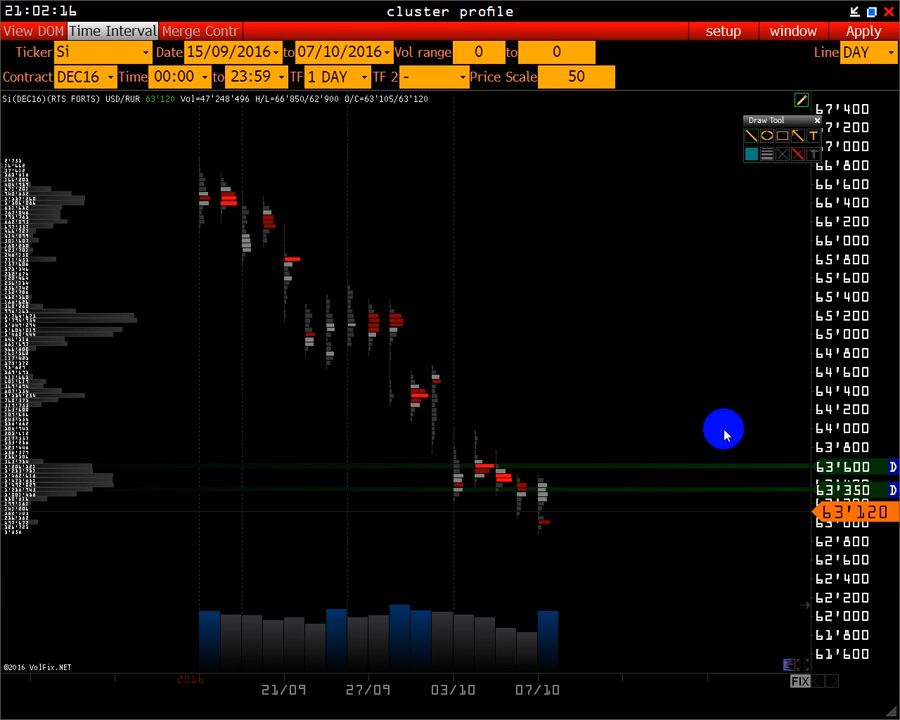 21:02:16 cluster profile
View DOM Time Interval Merge Contr setup window Apply
Ticker Si Date 15/09/2016 to 07/10/2016 Vol range 0 to 0 Line DAY
Contract DEC16 Time 00:00 to 23:59 TF 1 DAY TF 2 - Price Scale 50
Si(DEC16)(RTS FORTS) USD/RUR 63'120 Vol=47'248'496 H/L=66'850/62'900 O/C=63'105/63'120
67'400
Draw Tool
67'200
T
67'000
T
66'800
66'600
66'400
66'200
66'000
65'800
65'600
65'400
65'200
65'000
64'800
64'600
64'400
64'200
64'000
63'800
63'600 D
63'350 D
63'120
62'800
62'600
62'400
62'200
62'000
61'800
61'600
©2016 VolFix.NET
2016 FIX
21/09 27/09 03/10 07/10